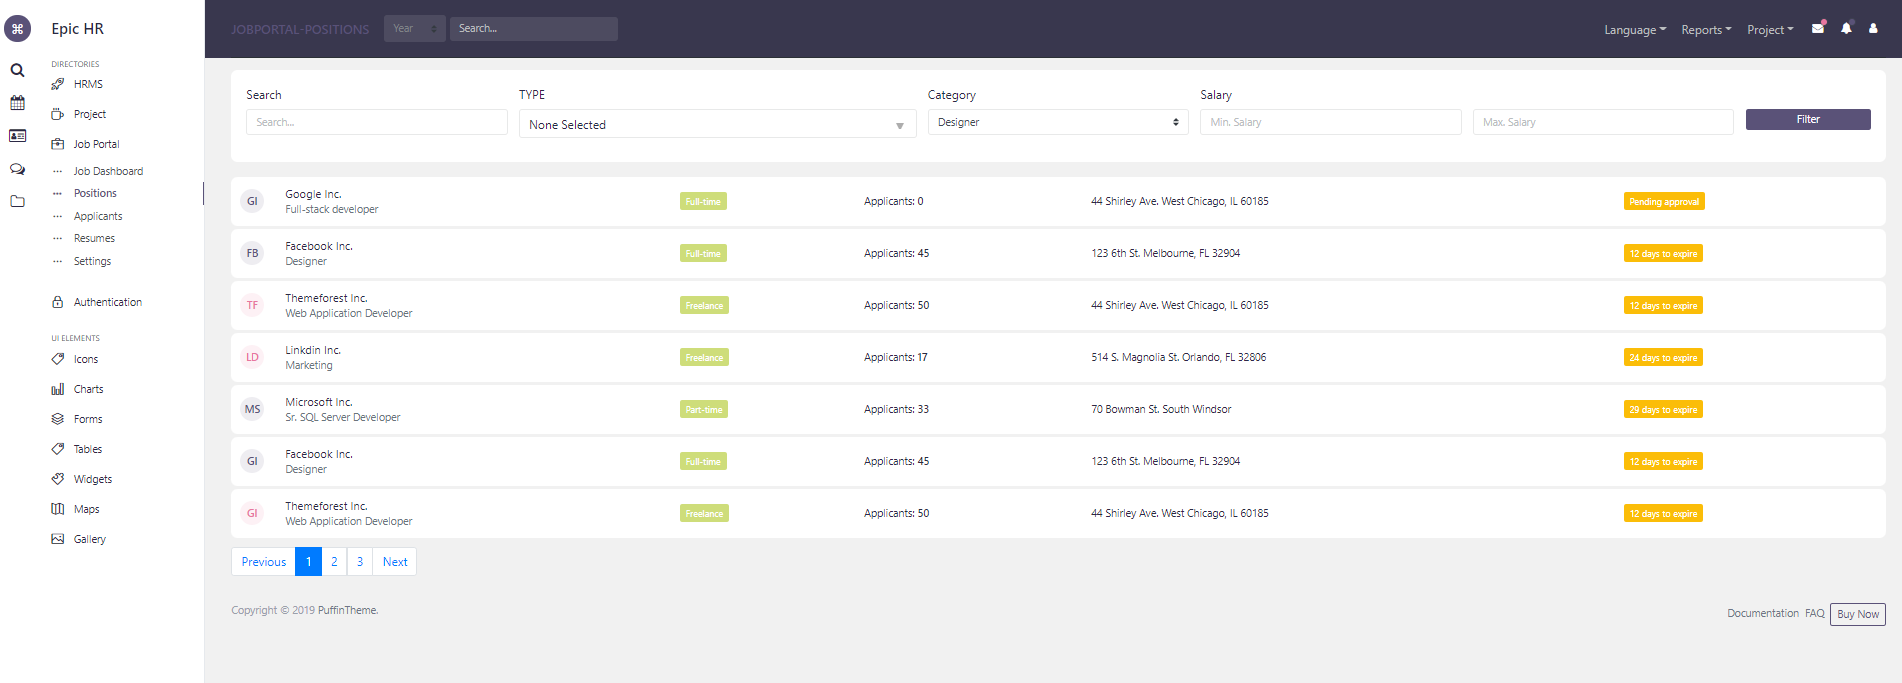 ⌘ Epic HR
DIRECTORIES
HRMS
Project
Job Portal
Job Dashboard
Positions
Applicants
Resumes
Settings
Authentication
UI ELEMENTS
Icons
Charts
Forms
Tables
Widgets
Maps
Gallery
JOBPORTAL-POSITIONS Year Search... Language Reports Project
Search TYPE Category Salary
Search... None Selected Designer Min. Salary Max. Salary Filter
GI Google Inc. Full-time Applicants: 0 44 Shirley Ave. West Chicago, IL 60185 Pending approval
Full-stack developer
FB Facebook Inc. Full-time Applicants: 45 123 6th St. Melbourne, FL 32904 12 days to expire
Designer
TF Themeforest Inc. Freelance Applicants: 50 44 Shirley Ave. West Chicago, IL 60185 12 days to expire
Web Application Developer
LD Linkdin Inc. Freelance Applicants: 17 514 S. Magnolia St. Orlando, FL 32806 24 days to expire
Marketing
MS Microsoft Inc. Part-time Applicants: 33 70 Bowman St. South Windsor 29 days to expire
Sr. SQL Server Developer
GI Facebook Inc. Full-time Applicants: 45 123 6th St. Melbourne, FL 32904 12 days to expire
Designer
GI Themeforest Inc. Freelance Applicants: 50 44 Shirley Ave. West Chicago, IL 60185 12 days to expire
Web Application Developer
Previous 1 2 3 Next
Copyright © 2019 PuffinTheme. Documentation FAQ Buy Now